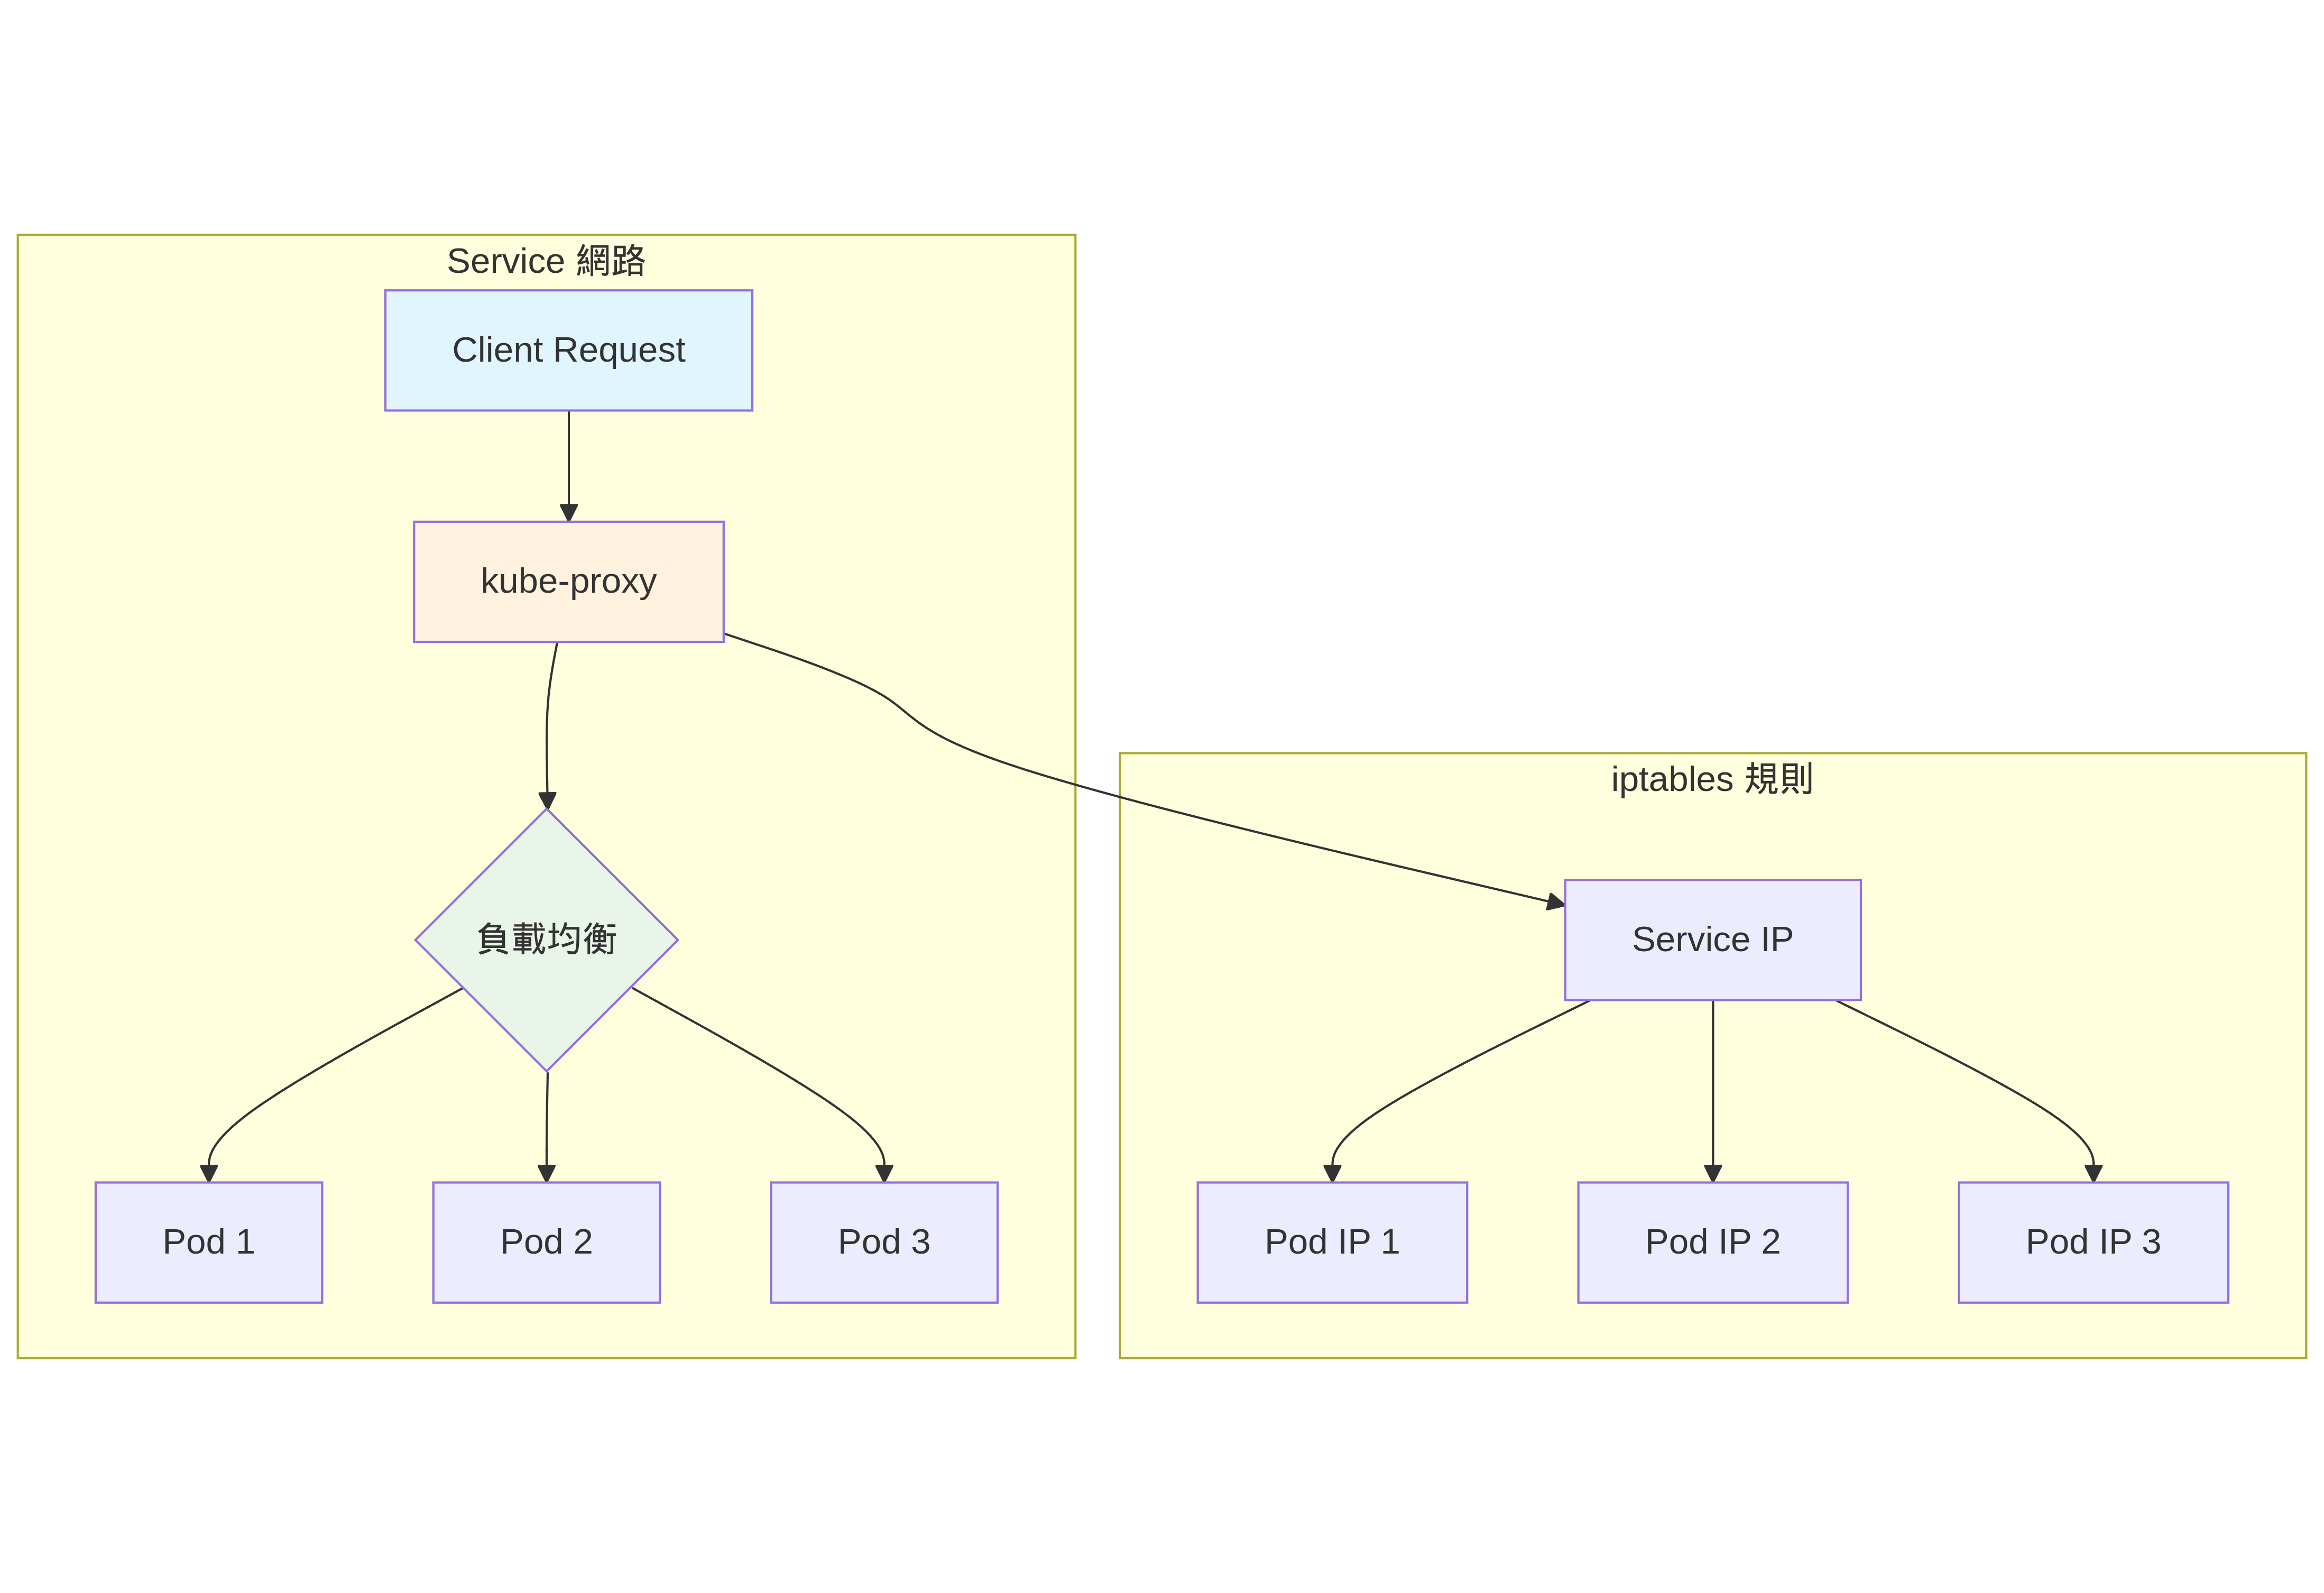 Service 網路
Client Request
kube-proxy
負載均衡
Pod 1
Pod 2
Pod 3
iptables 規則
Service IP
Pod IP 1
Pod IP 2
Pod IP 3